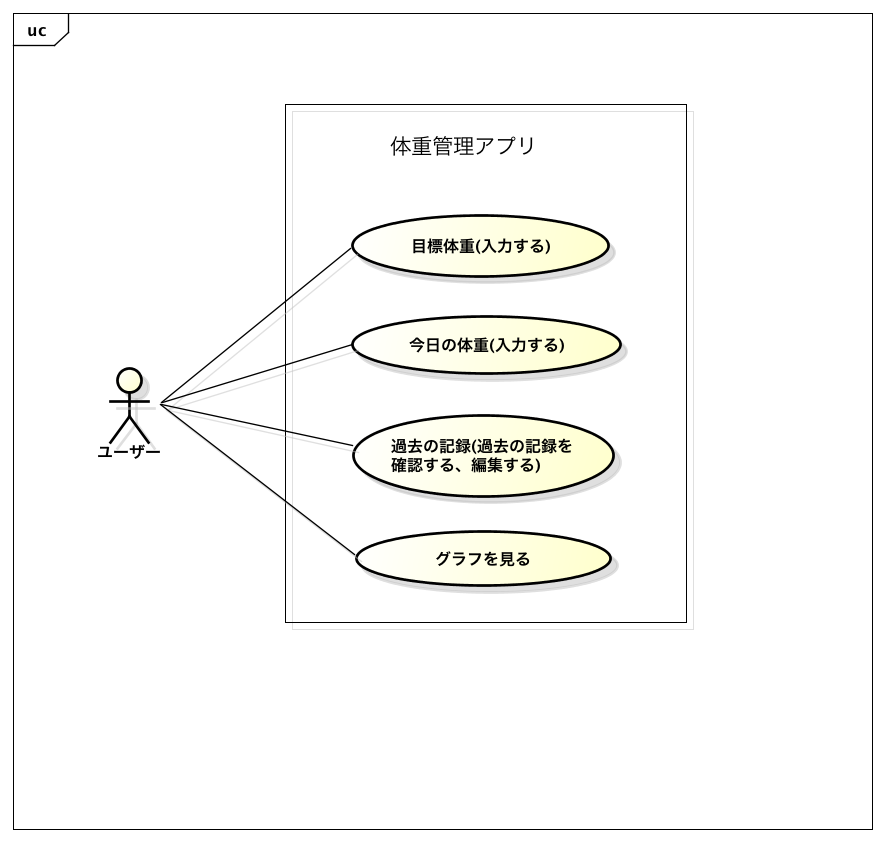 uc
体重管理アプリ
目標体重(入力する)
今日の体重(入力する)
過去の記録(過去の記録を
確認する、編集する)
グラフを見る
ユーザー